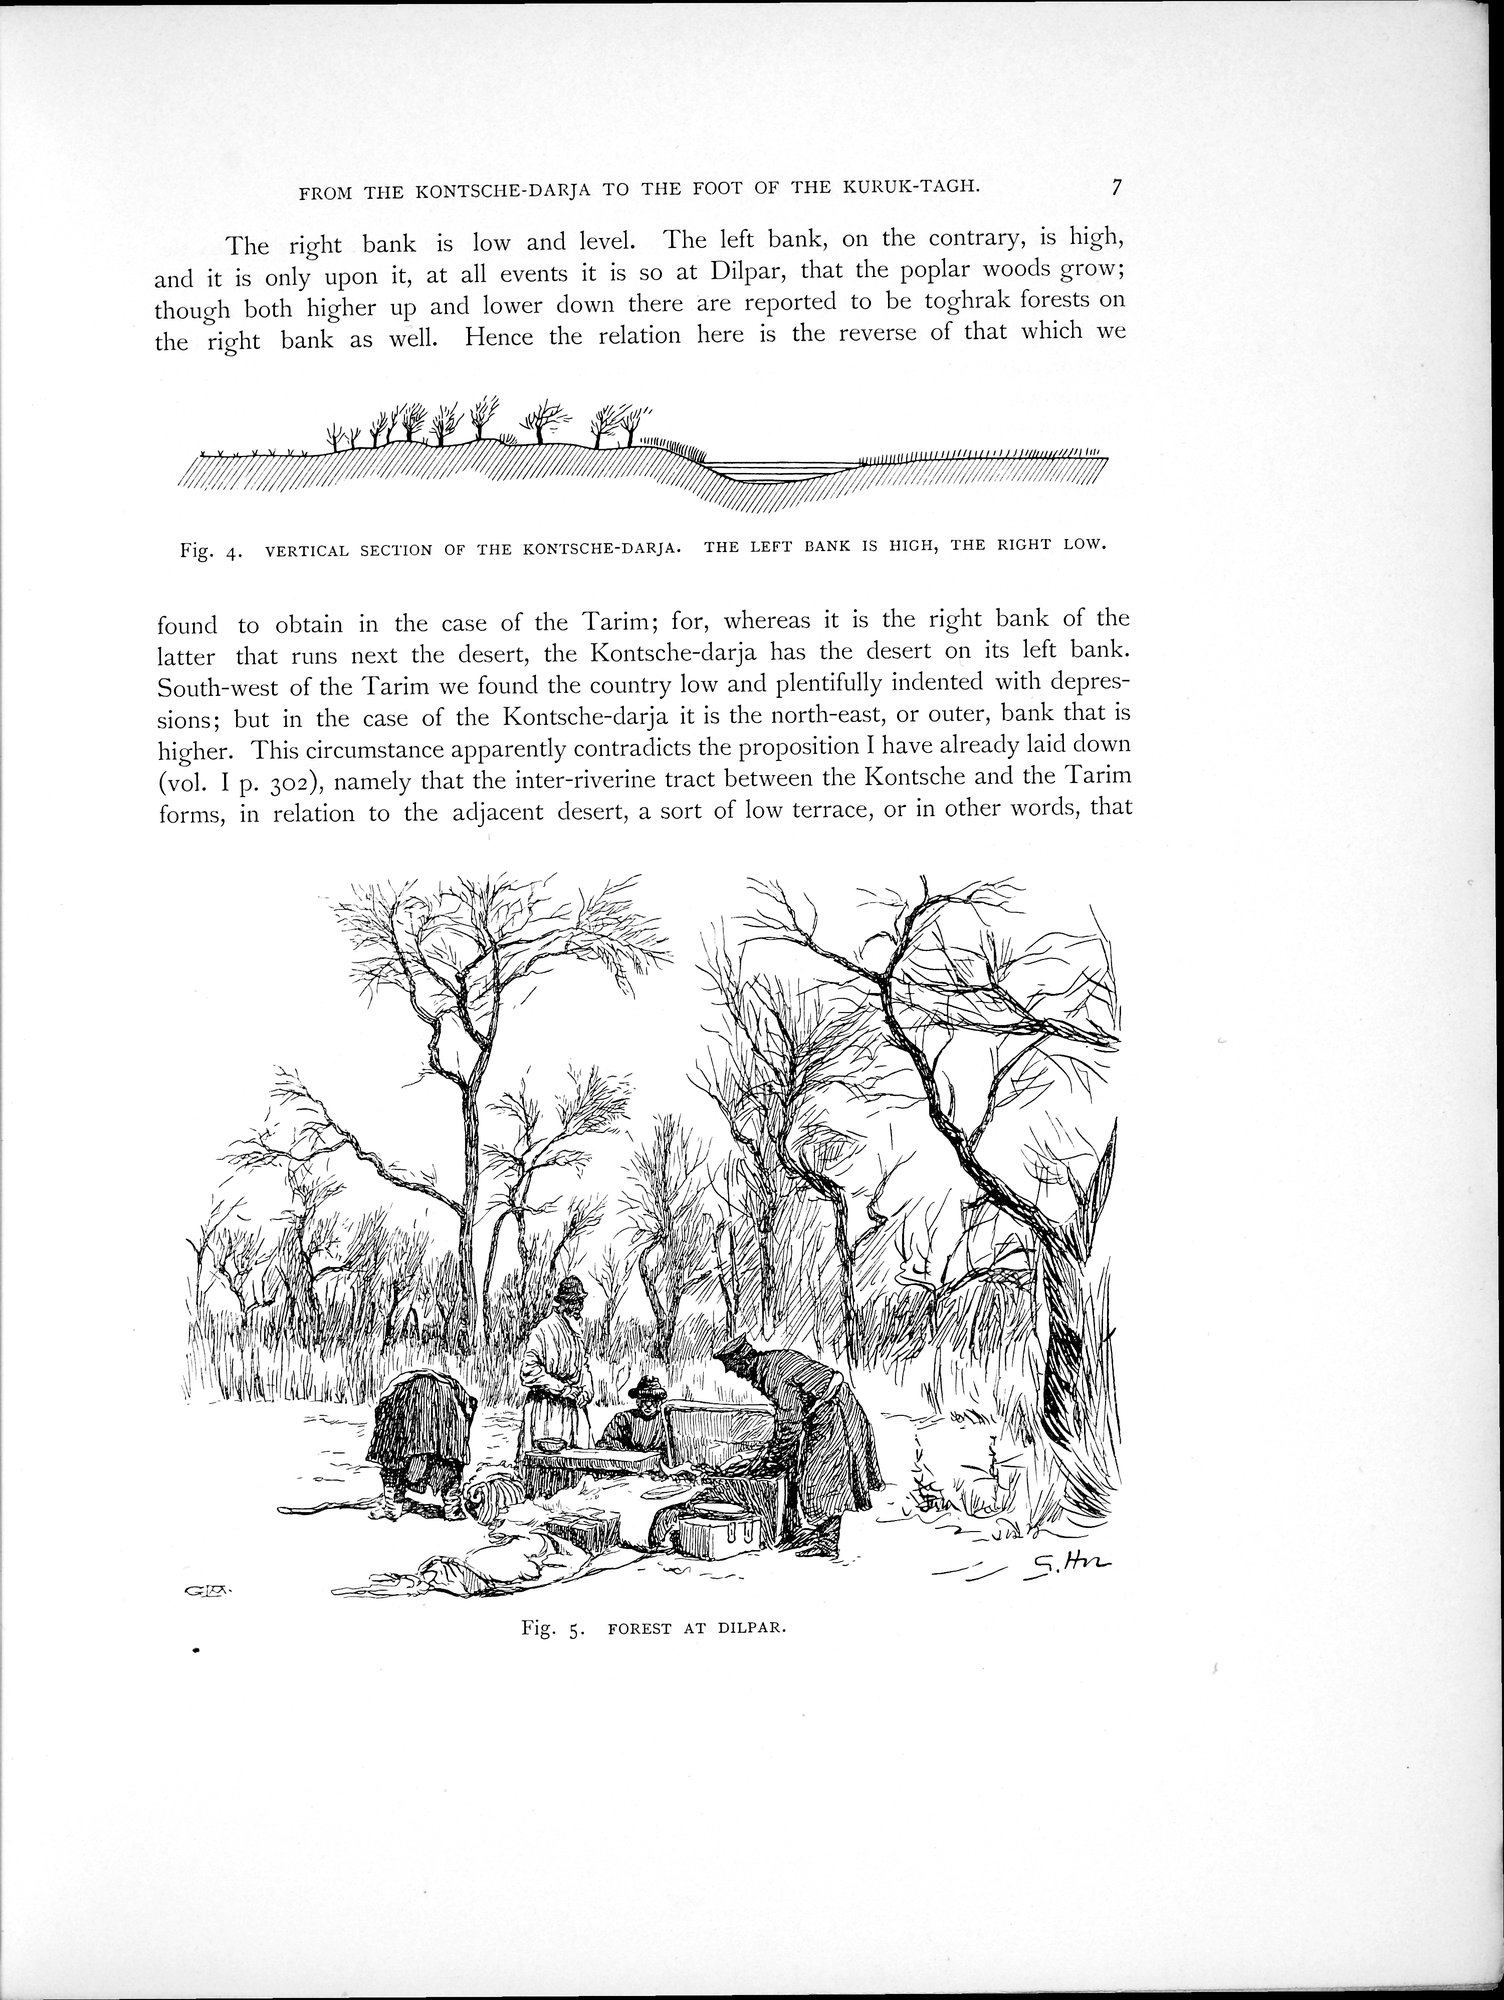 FROM THE KONTSCHE-DARJA TO THE FOOT OF THE KURUK-TAGH. 7
The right bank is low and level. The left bank, on the contrary, is high,
and it is only upon it, at all events it is so at Dilpar, that the poplar woods grow;
though both higher up and lower down there are reported to be toghrak forests on
the right bank as well. Hence the relation here is the reverse of that which we
Fig. 4. VERTICAL SECTION OF THE KONTSCHE-DARJA. THE LEFT BANK IS HIGH, THE RIGHT LOW.
found to obtain in the case of the Tarim; for, whereas it is the right bank of the
latter that runs next the desert, the Kontsche-darja has the desert on its left bank.
South-west of the Tarim we found the country low and plentifully indented with depres-
sions; but in the case of the Kontsche-darja it is the north-east, or outer, bank that is
higher. This circumstance apparently contradicts the proposition I have already laid down
(vol. I p. 302), namely that the inter-riverine tract between the Kontsche and the Tarim
forms, in relation to the adjacent desert, a sort of low terrace, or in other words, that
Fig. 5. FOREST AT DILPAR.